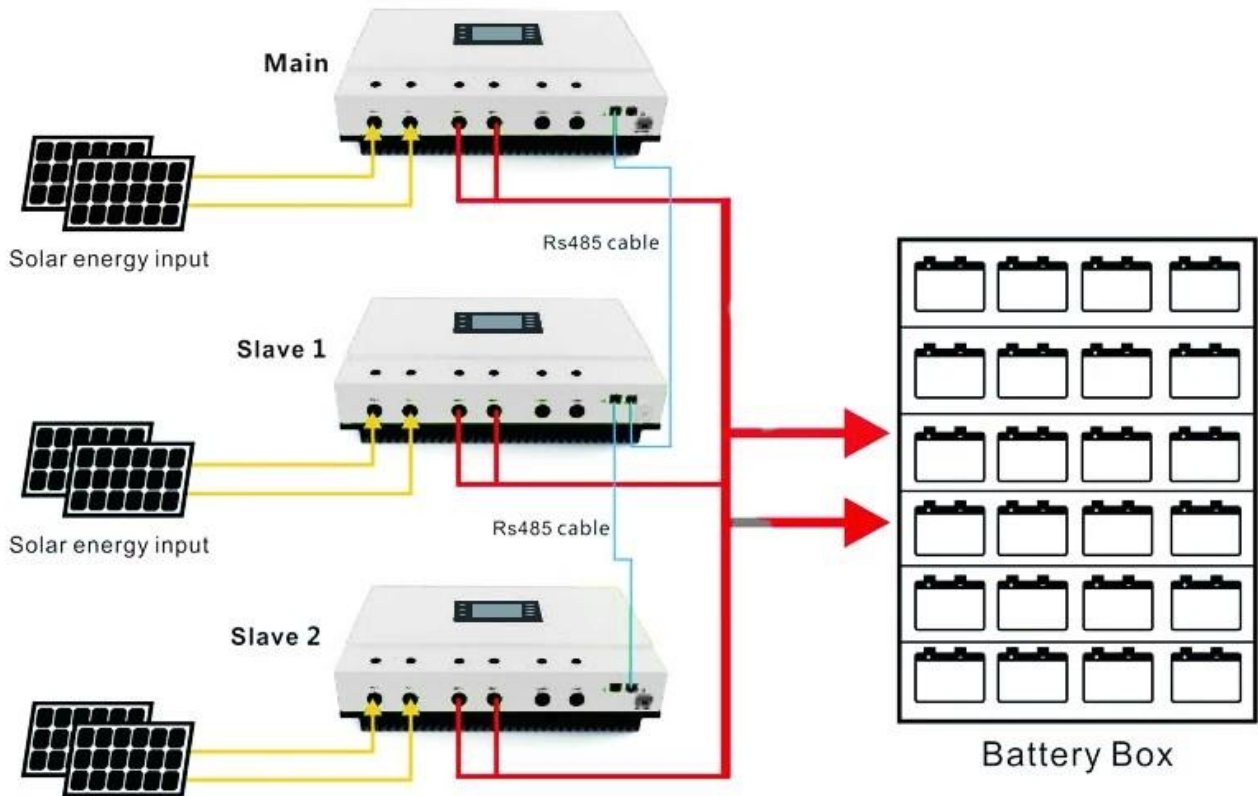 Main
Solar energy input
Rs485 cable
Slave 1
Solar energy input
Rs485 cable
Slave 2
Battery Box